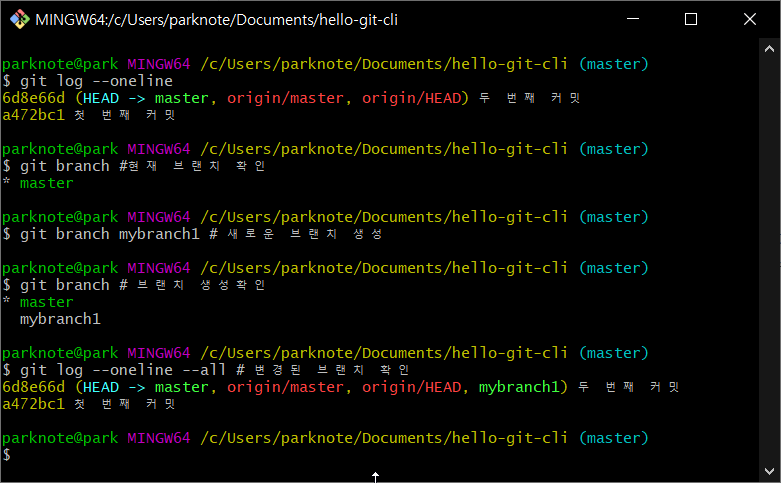 MINGW64:/c/Users/parknote/Documents/hello-git-cli
parknote@park MINGW64 /c/Users/parknote/Documents/hello-git-cli (master)
$ git log --oneline
6d8e66d (HEAD -> master, origin/master, origin/HEAD) 두 번째 커밋
a472bc1 첫 번째 커밋
parknote@park MINGW64 /c/Users/parknote/Documents/hello-git-cli (master)
$ git branch #현재 브랜치 확인
* master
parknote@park MINGW64 /c/Users/parknote/Documents/hello-git-cli (master)
$ git branch mybranch1 # 새로운 브랜치 생성
parknote@park MINGW64 /c/Users/parknote/Documents/hello-git-cli (master)
$ git branch # 브랜치 생성확인
* master
mybranch1
parknote@park MINGW64 /c/Users/parknote/Documents/hello-git-cli (master)
$ git log --oneline --all # 변경된 브랜치 확인
6d8e66d (HEAD -> master, origin/master, origin/HEAD, mybranch1) 두 번째 커밋
a472bc1 첫 번째 커밋
parknote@park MINGW64 /c/Users/parknote/Documents/hello-git-cli (master)
$